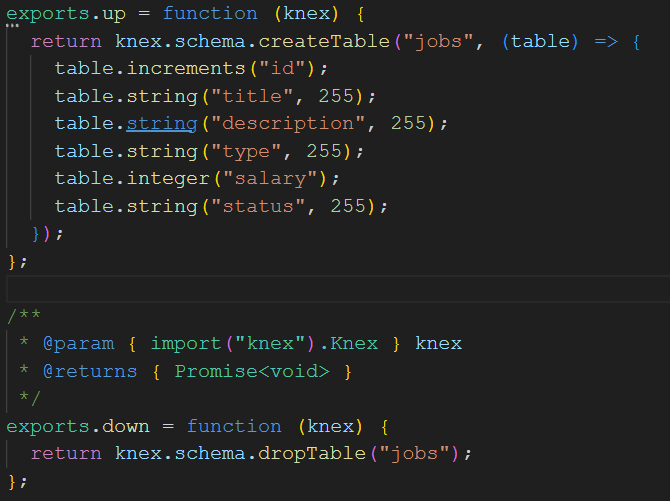 exports.up = function (knex) {
  return knex.schema.createTable("jobs", (table) => {
    table.increments("id");
    table.string("title", 255);
    table.string("description", 255);
    table.string("type", 255);
    table.integer("salary");
    table.string("status", 255);
  });
};

/**
 * @param { import("knex").Knex } knex
 * @returns { Promise<void> }
 */
exports.down = function (knex) {
  return knex.schema.dropTable("jobs");
};